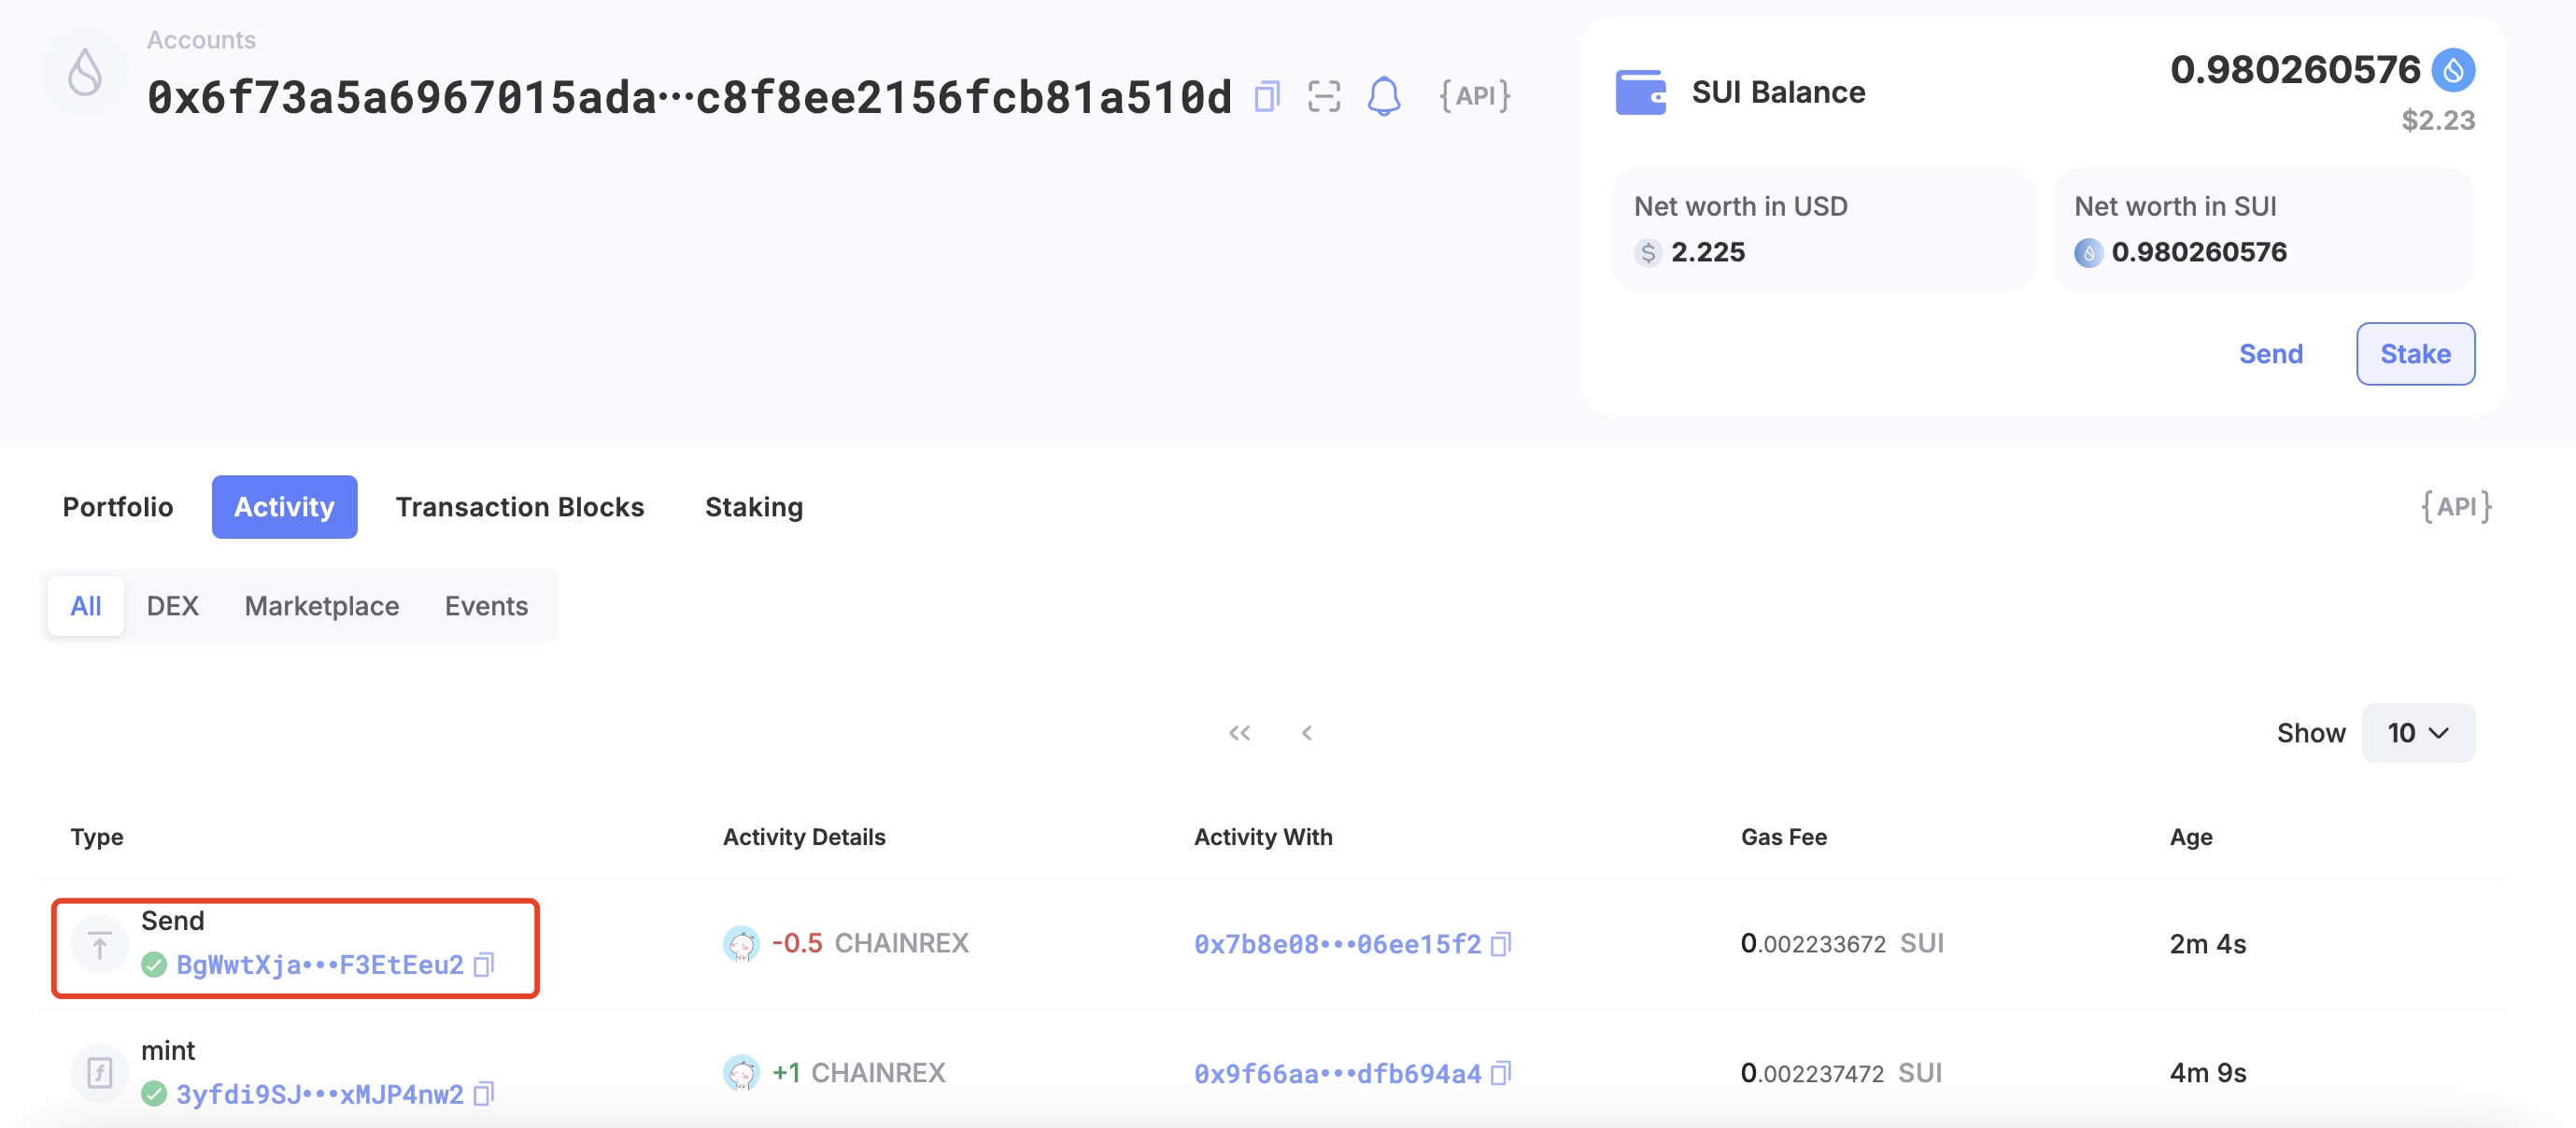 Accounts
0x6f73a5a6967015ada···c8f8ee2156fcb81a510d {API}
SUI Balance
0.980260576
$2.23
Net worth in USD
$ 2.225
Net worth in SUI
0.980260576
Send Stake
Portfolio Activity Transaction Blocks Staking {API}
All DEX Marketplace Events
Show 10
Type Activity Details Activity With Gas Fee Age
Send
BgWwtXja•••F3EtEeu2 -0.5 CHAINREX 0x7b8e08•••06ee15f2 0.002233672 SUI 2m 4s
mint
3yfdi9SJ•••xMJP4nw2 +1 CHAINREX 0x9f66aa•••dfb694a4 0.002237472 SUI 4m 9s